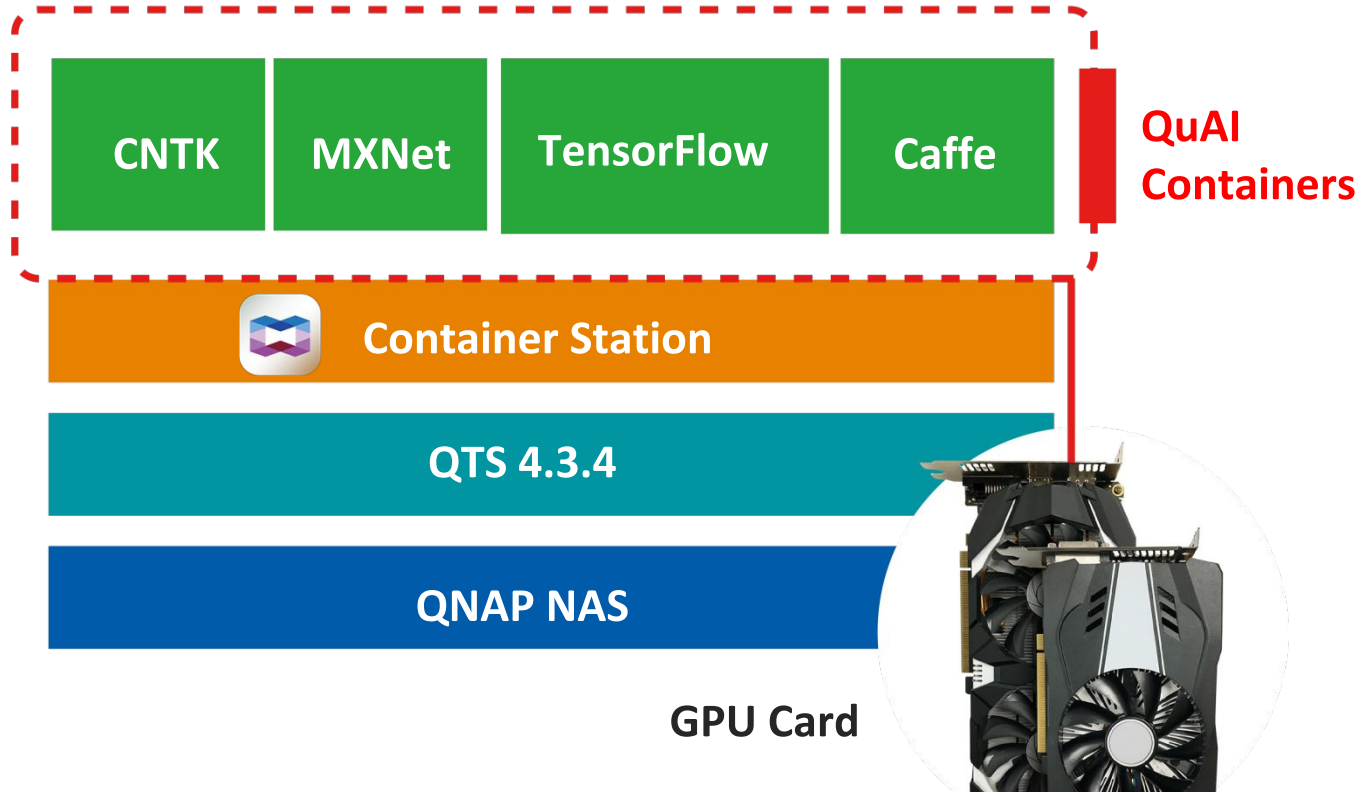 CNTK
MXNet
TensorFlow
Caffe
QuAI
Containers
Container Station
QTS 4.3.4
QNAP NAS
GPU Card